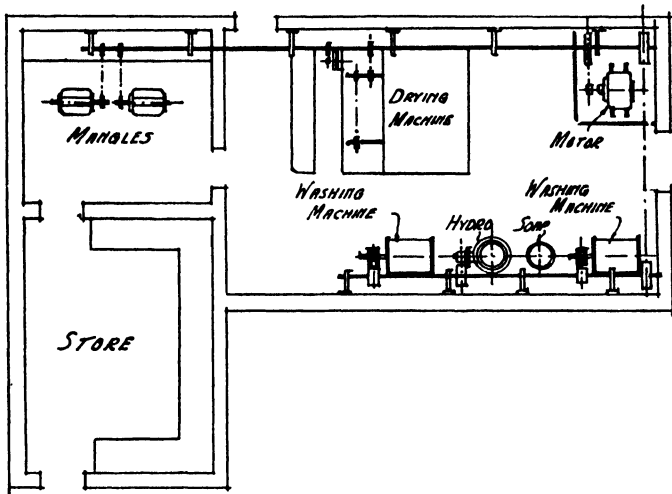 DRYING
MACHINE
MANGLES
MOTOR
WASHING
MACHINE
WASHING
MACHINE
HYDRO
SOAP
STORE